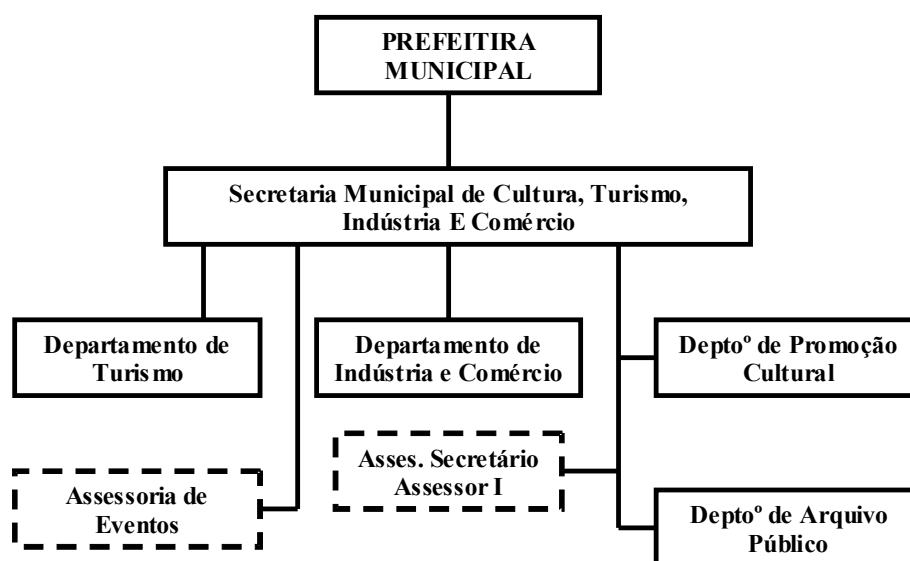 PREFEITIRA
MUNICIPAL
Secretaria Municipal de Cultura, Turismo,
Indústria E Comércio
Departamento de
Turismo
Departamento de
Indústria e Comércio
Deptoº de Promoção
Cultural
Asses. Secretário
Assessor I
Assessoria de
Eventos
Deptoº de Arquivo
Público